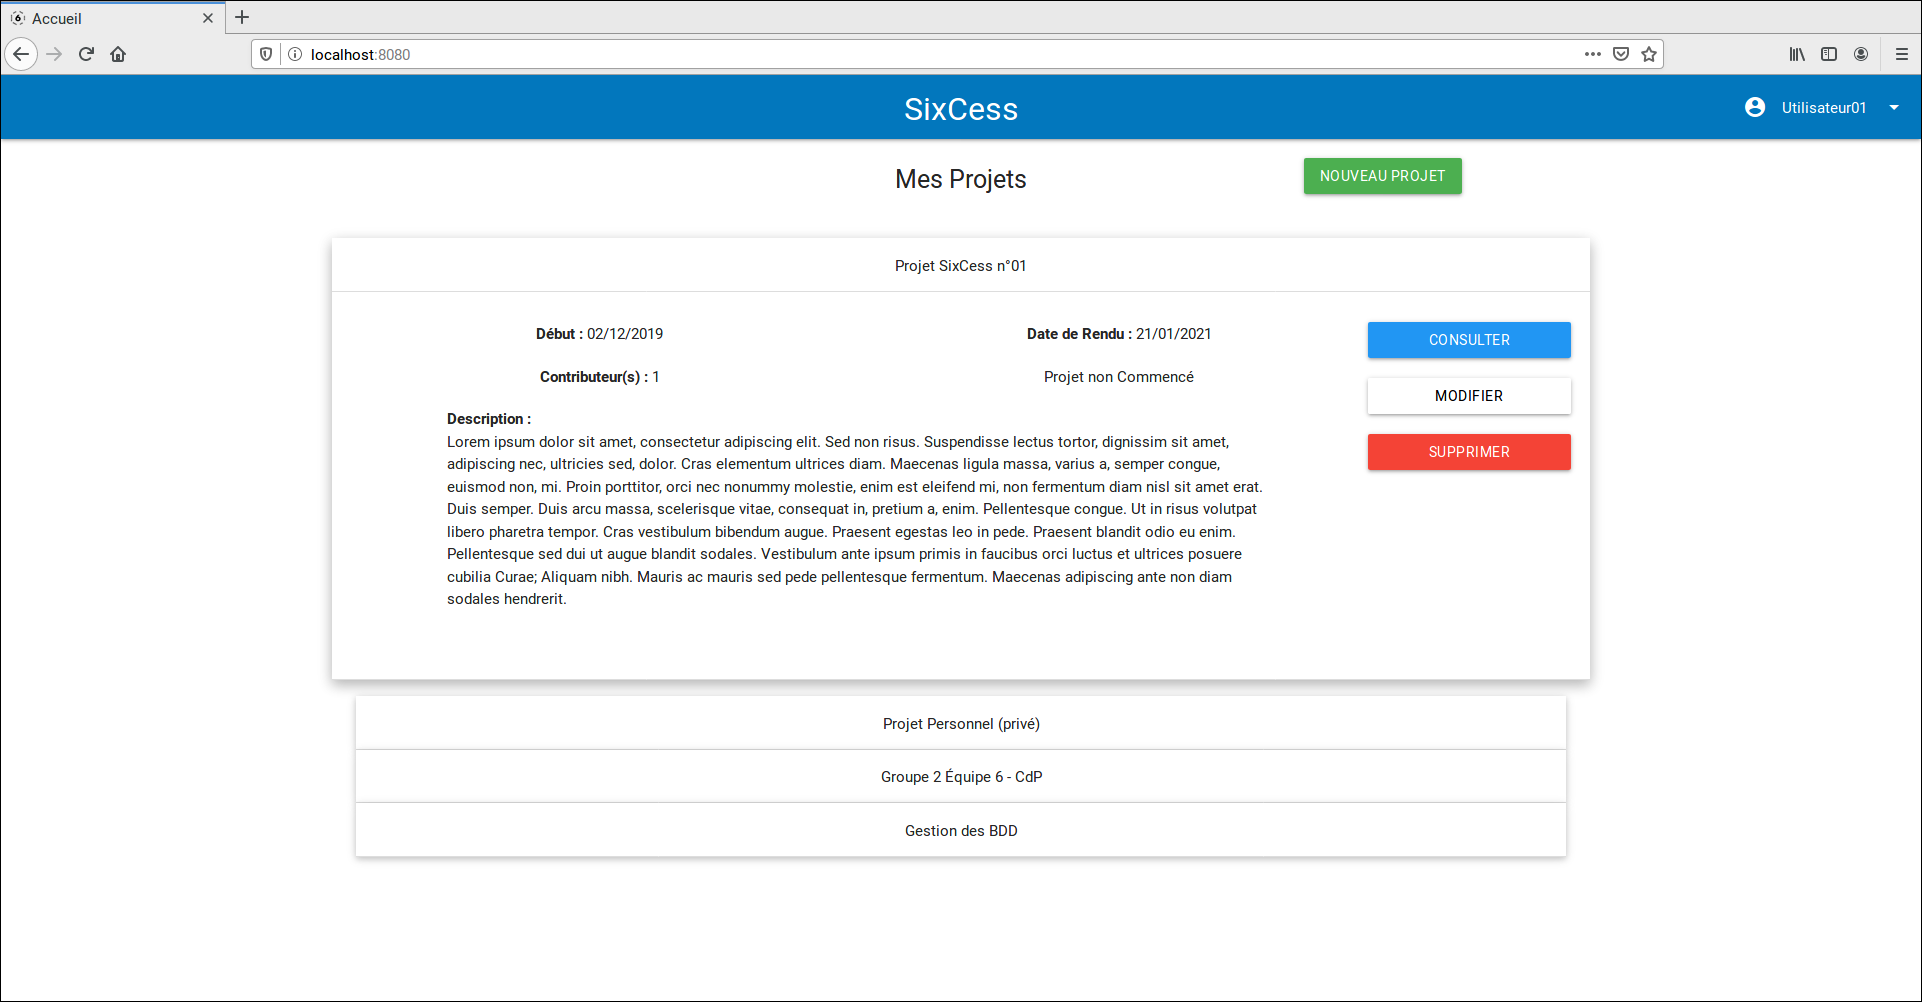 Accueil
localhost:8080
SixCess
Utilisateur01
Mes Projets
NOUVEAU PROJET
Projet SixCess n°01
Début : 02/12/2019
Date de Rendu : 21/01/2021
CONSULTER
Contributeur(s) : 1
Projet non Commencé
MODIFIER
Description :
SUPPRIMER
Lorem ipsum dolor sit amet, consectetur adipiscing elit. Sed non risus. Suspendisse lectus tortor, dignissim sit amet,
adipiscing nec, ultricies sed, dolor. Cras elementum ultrices diam. Maecenas ligula massa, varius a, semper congue,
euismod non, mi. Proin porttitor, orci nec nonummy molestie, enim est eleifend mi, non fermentum diam nisl sit amet erat.
Duis semper. Duis arcu massa, scelerisque vitae, consequat in, pretium a, enim. Pellentesque congue. Ut in risus volutpat
libero pharetra tempor. Cras vestibulum bibendum augue. Praesent egestas leo in pede. Praesent blandit odio eu enim.
Pellentesque sed dui ut augue blandit sodales. Vestibulum ante ipsum primis in faucibus orci luctus et ultrices posuere
cubilia Curae; Aliquam nibh. Mauris ac mauris sed pede pellentesque fermentum. Maecenas adipiscing ante non diam
sodales hendrerit.
Projet Personnel (privé)
Groupe 2 Équipe 6 - CdP
Gestion des BDD